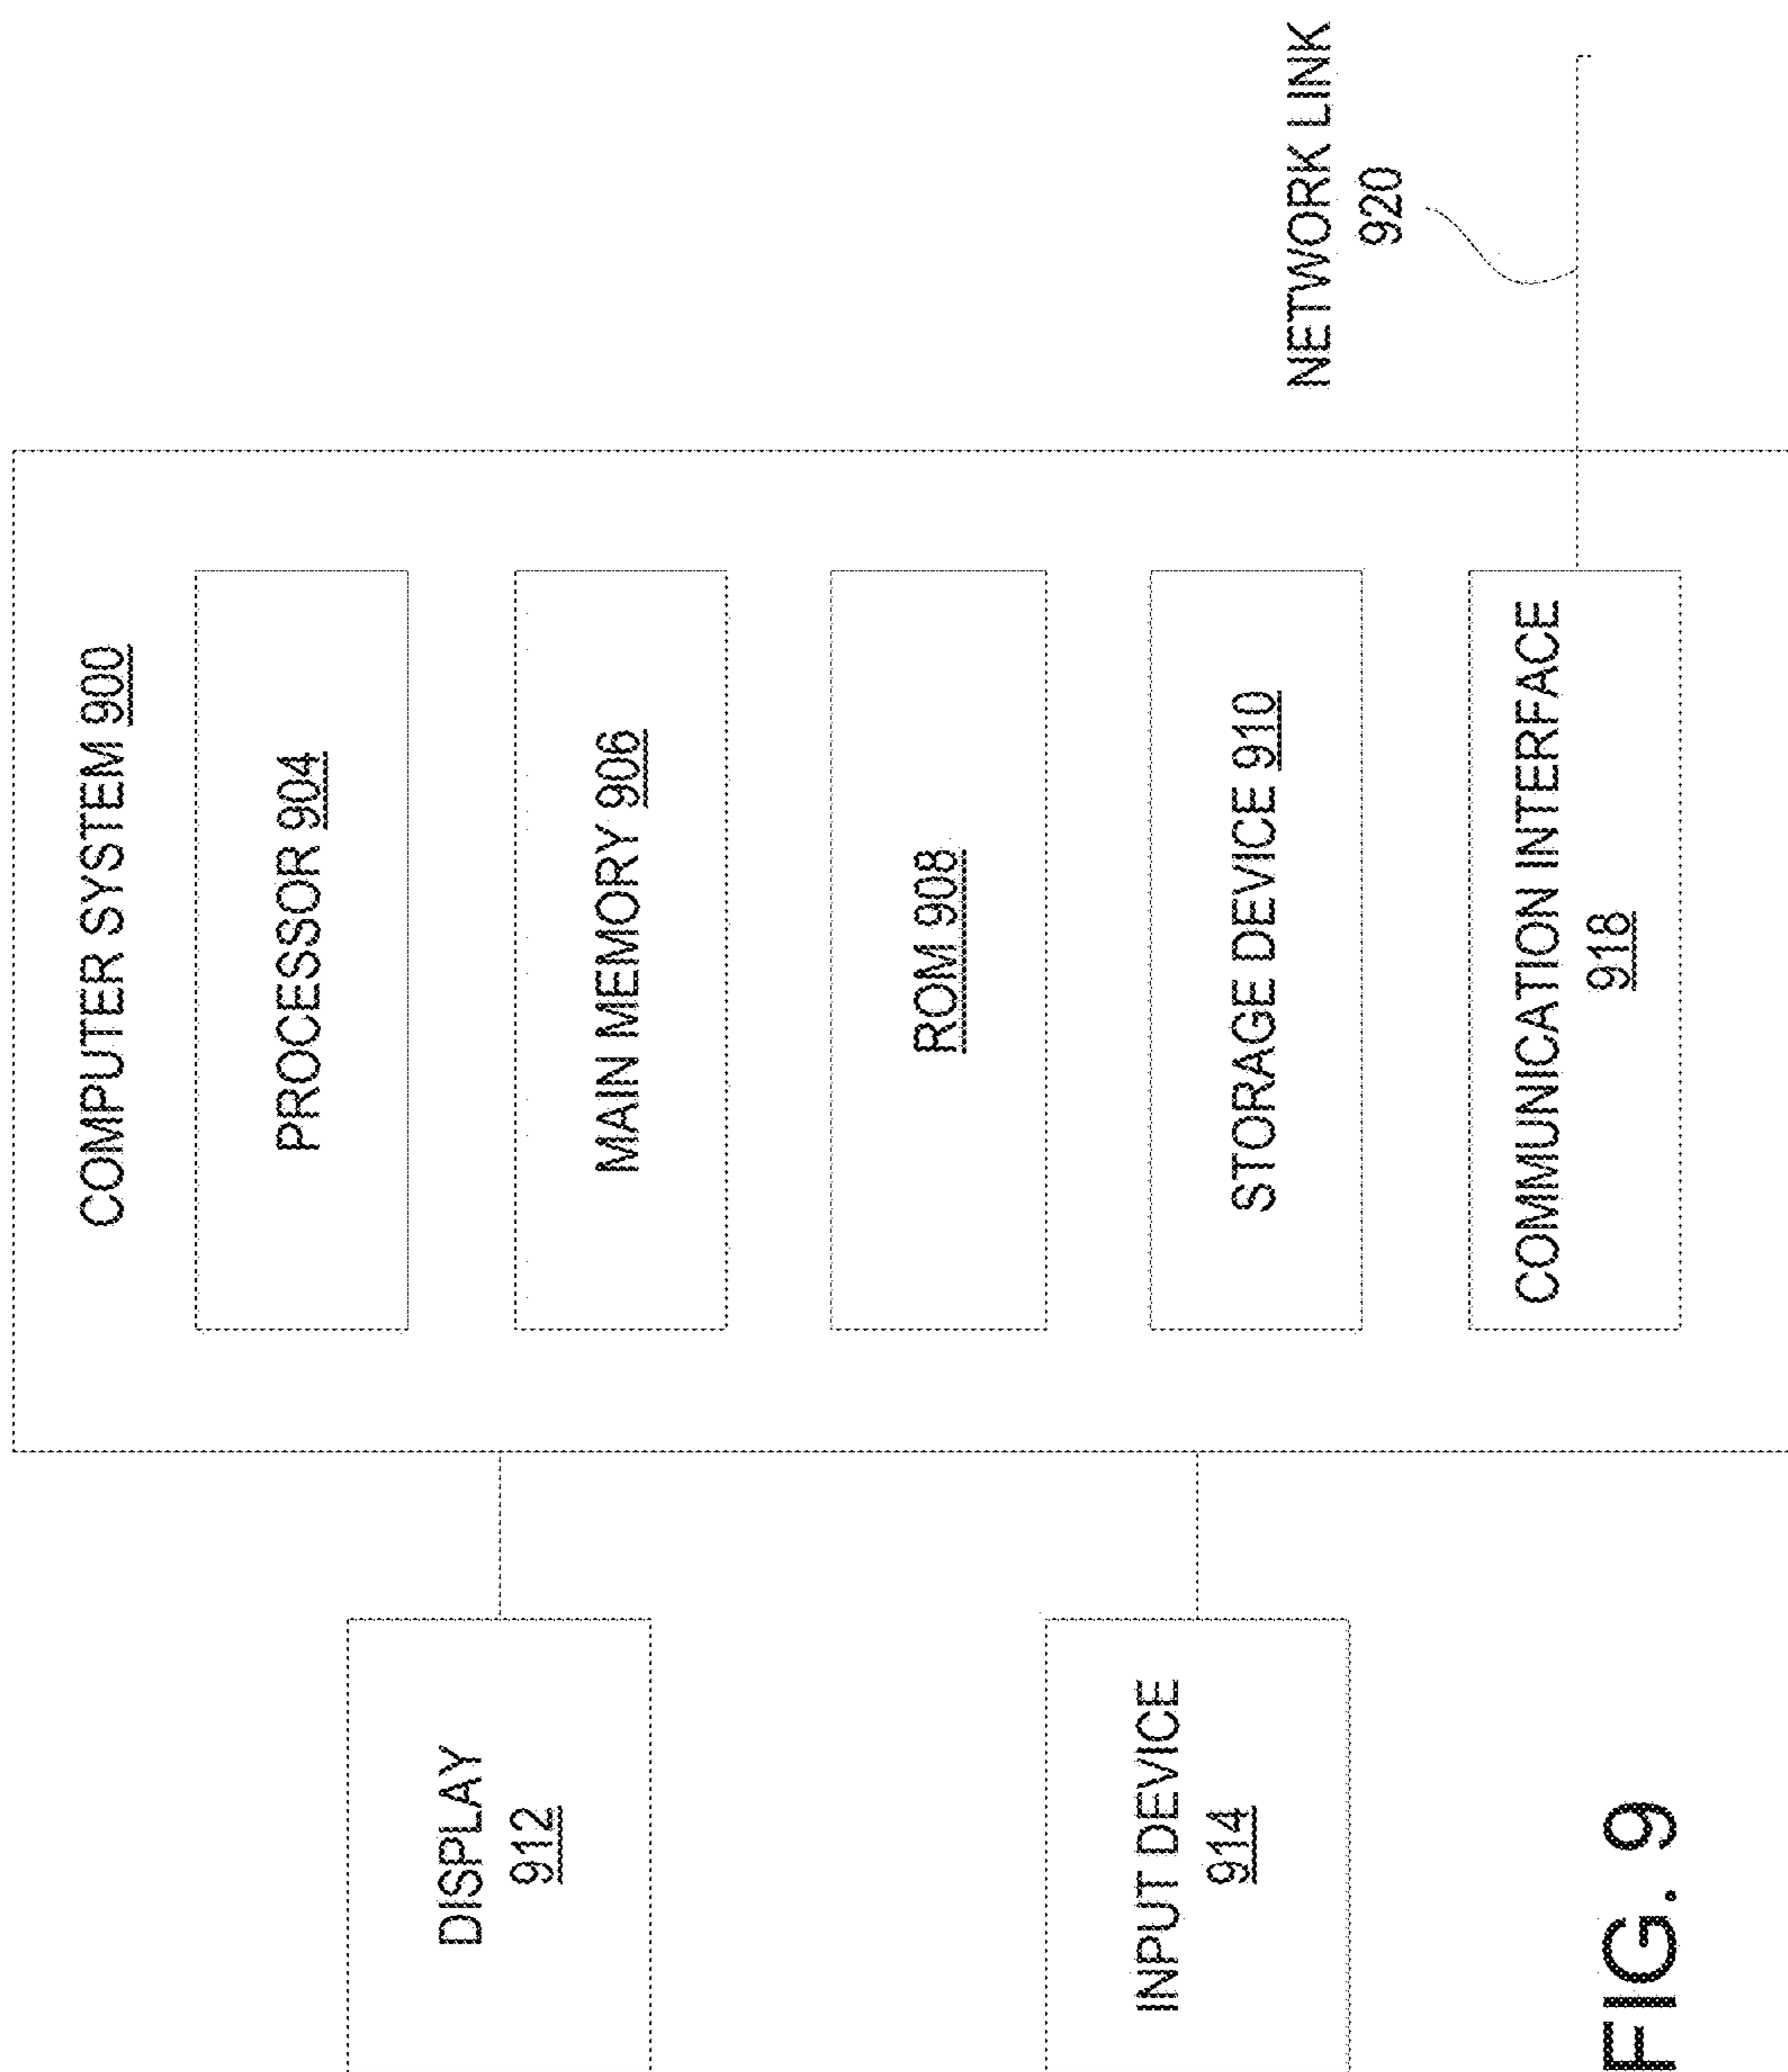 COMPUTER SYSTEM 900
PROCESSOR 904
MAIN MEMORY 906
ROM 908
STORAGE DEVICE 910
COMMUNICATION INTERFACE
918
DISPLAY
912
INPUT DEVICE
914
NETWORK LINK
920
FIG. 9